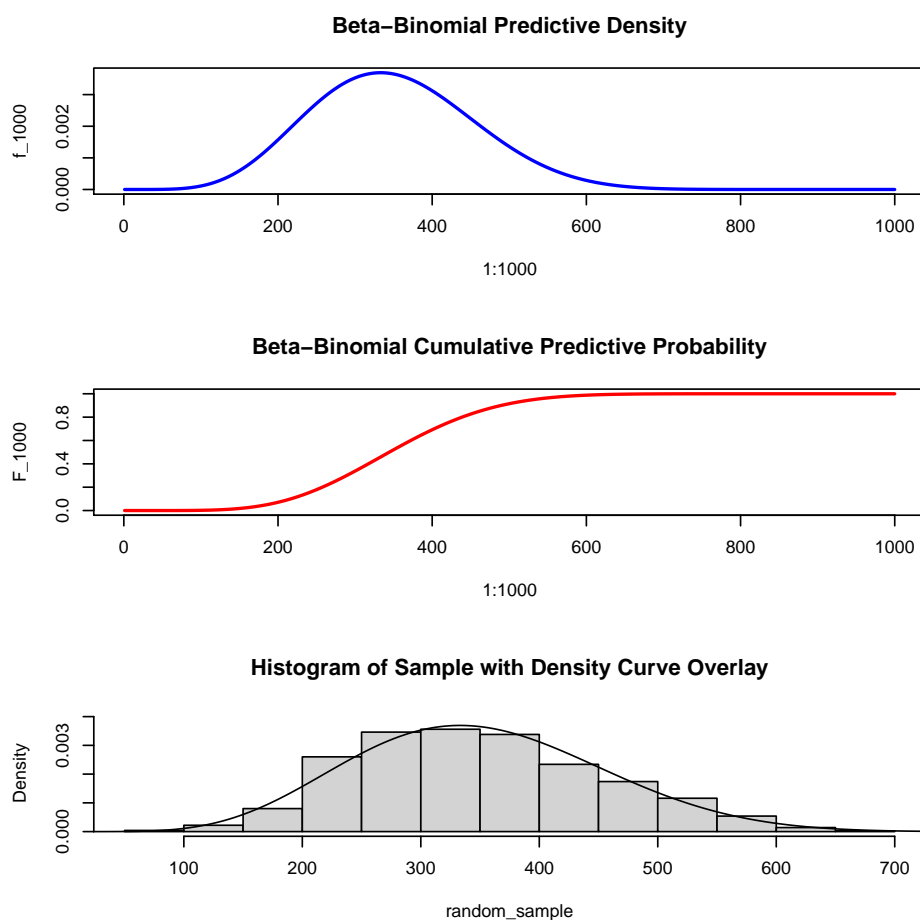 Beta−Binomial Predictive Density
f_1000
0.000 0.002
0 200 400 600 800 1000
1:1000
Beta−Binomial Cumulative Predictive Probability
F_1000
0.0 0.4 0.8
0 200 400 600 800 1000
1:1000
Histogram of Sample with Density Curve Overlay
Density
0.000 0.003
100 200 300 400 500 600 700
random_sample